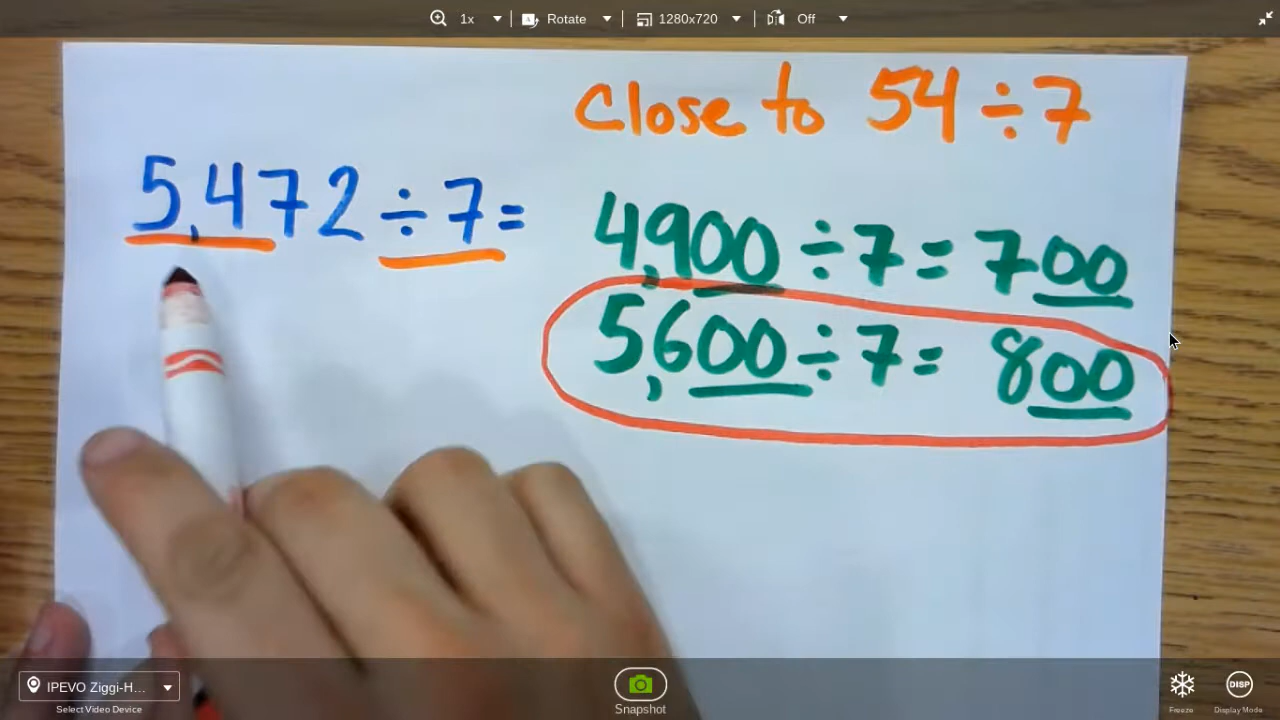 1x
Rotate
1280x720
Off
Close to 54 ÷ 7
5,472 ÷ 7 =
4,900 ÷ 7 = 700
5,600 ÷ 7 = 800
IPEVO Ziggi-H...
Select Video Device
Snapshot
Freeze
DISP
Display Mode